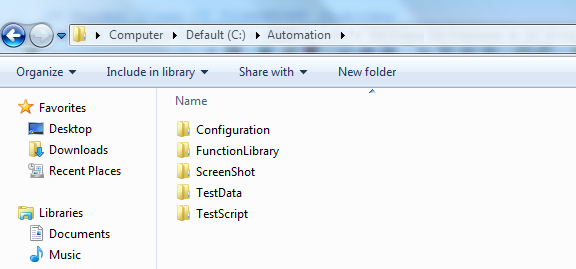 Computer ▸ Default (C:) ▸ Automation ▸
Organize ▾ Include in library ▾ Share with ▾ New folder
Favorites
Desktop
Downloads
Recent Places
Libraries
Documents
Music
Name
Configuration
FunctionLibrary
ScreenShot
TestData
TestScript